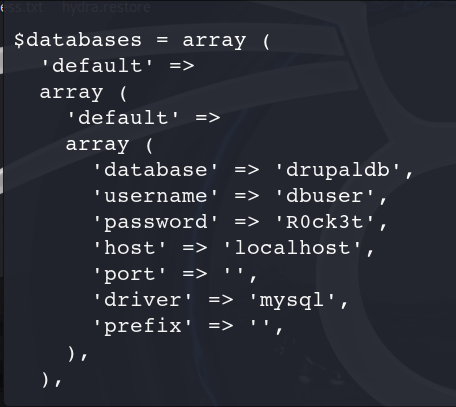 ess.txt hydra.restore
$databases = array (
  'default' =>
  array (
    'default' =>
    array (
      'database' => 'drupaldb',
      'username' => 'dbuser',
      'password' => 'R0ck3t',
      'host' => 'localhost',
      'port' => '',
      'driver' => 'mysql',
      'prefix' => '',
    ),
  ),